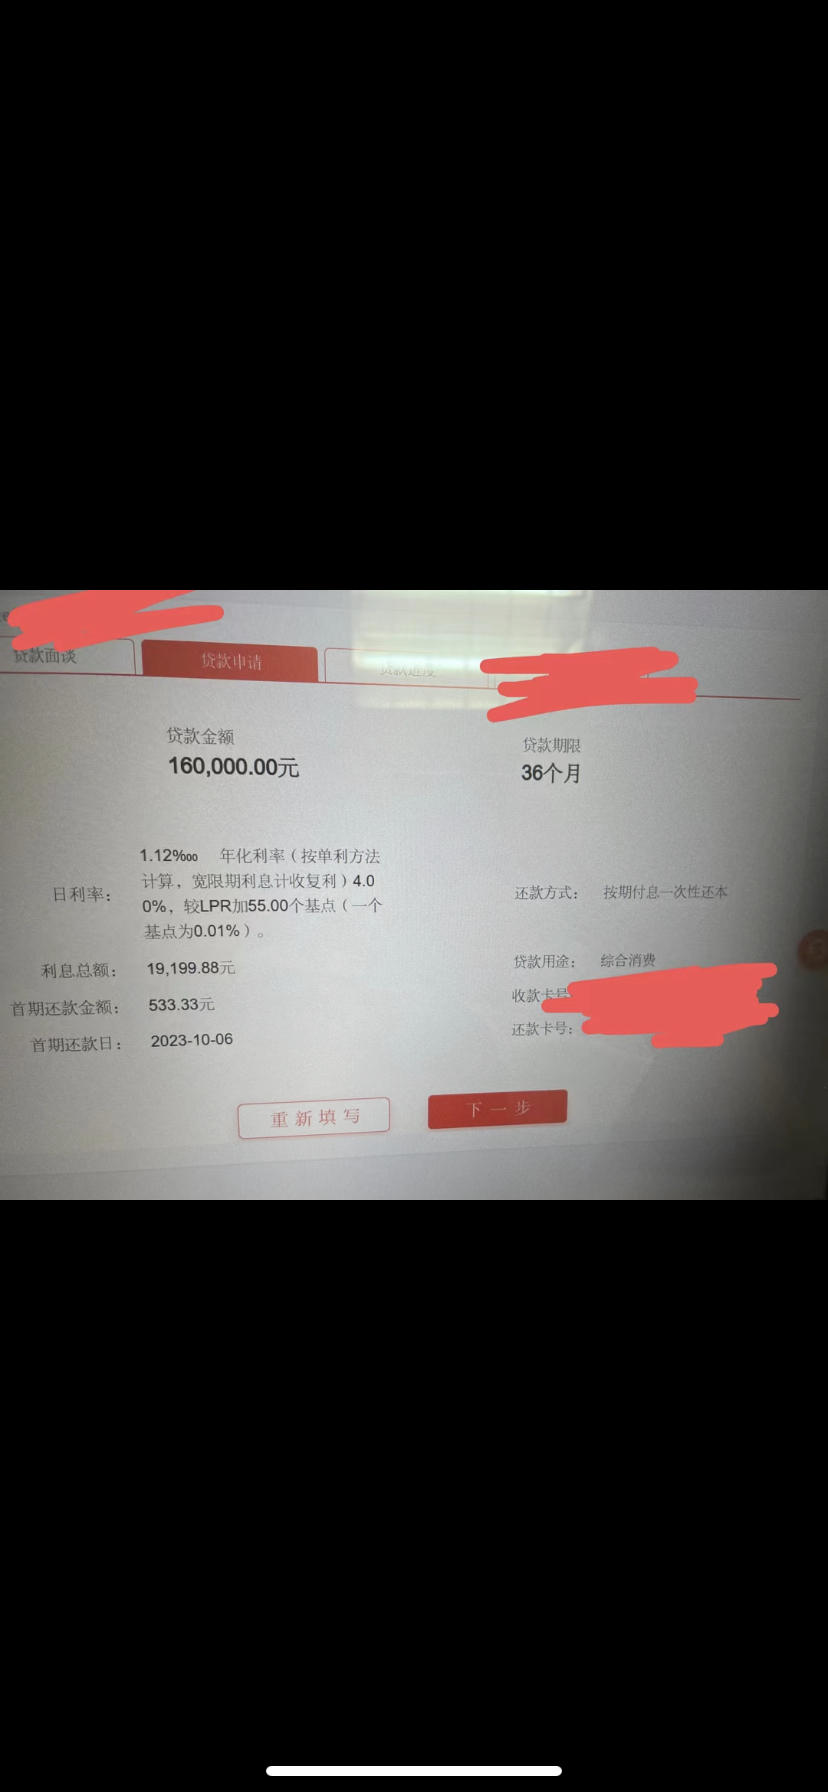 贷款面谈
贷款申请
贷款进度
贷款金额
160,000.00元
贷款期限
36个月
日利率：
1.12‱ 年化利率（按单利方法
计算，宽限期利息计收复利）4.0
0%，较LPR加55.00个基点（一个
基点为0.01%）。
还款方式： 按期付息一次性还本
利息总额： 19,199.88元
贷款用途： 综合消费
首期还款金额： 533.33元
收款卡号
首期还款日： 2023-10-06
还款卡号：
重新填写
下一步